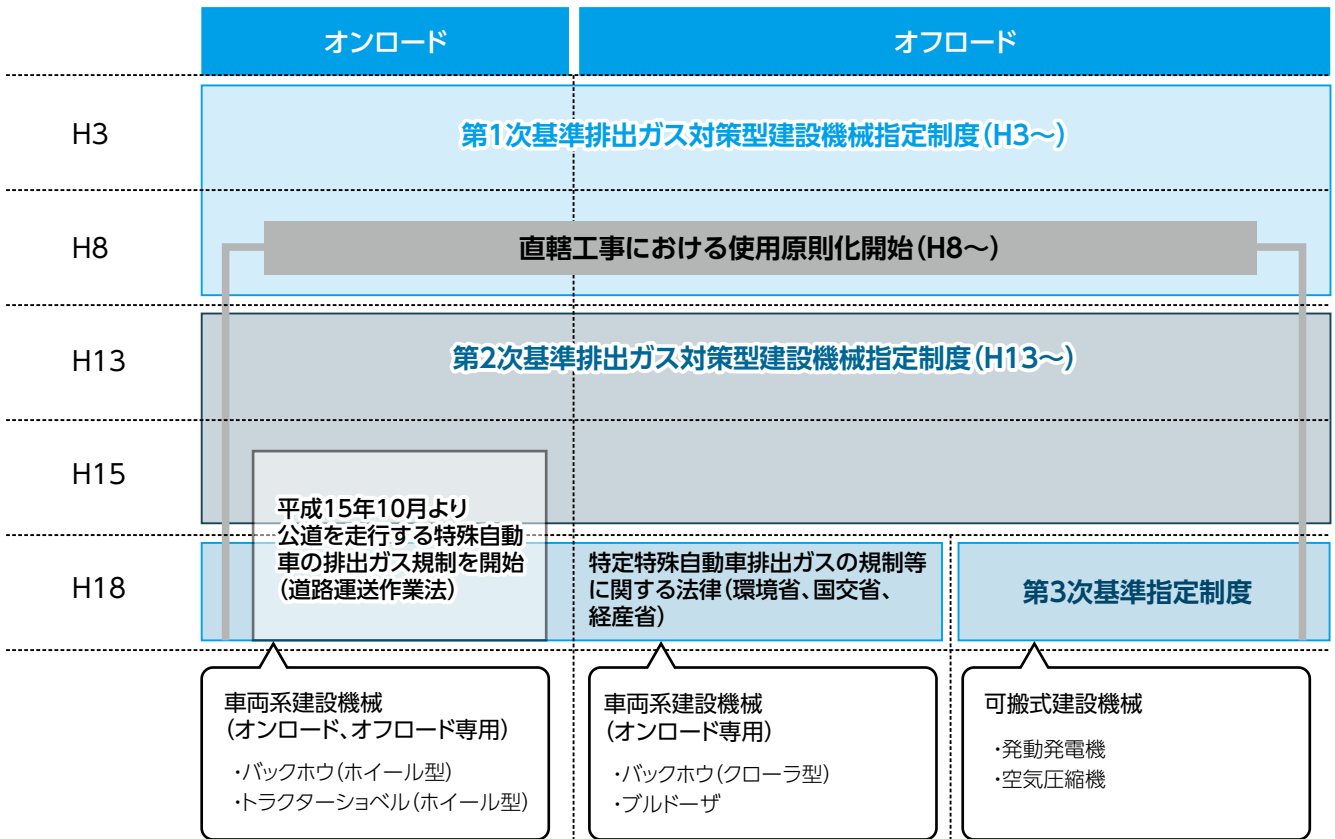 オンロード
オフロード
H3
第1次基準排出ガス対策型建設機械指定制度(H3～)
H8
直轄工事における使用原則化開始(H8～)
H13
第2次基準排出ガス対策型建設機械指定制度(H13～)
H15
平成15年10月より
公道を走行する特殊自動
車の排出ガス規制を開始
(道路運送作業法)
H18
特定特殊自動車排出ガスの規制等
に関する法律(環境省、国交省、
経産省)
第3次基準指定制度
車両系建設機械
(オンロード、オフロード専用)
・バックホウ(ホイール型)
・トラクターショベル(ホイール型)
車両系建設機械
(オンロード専用)
・バックホウ(クローラ型)
・ブルドーザ
可搬式建設機械
・発動発電機
・空気圧縮機